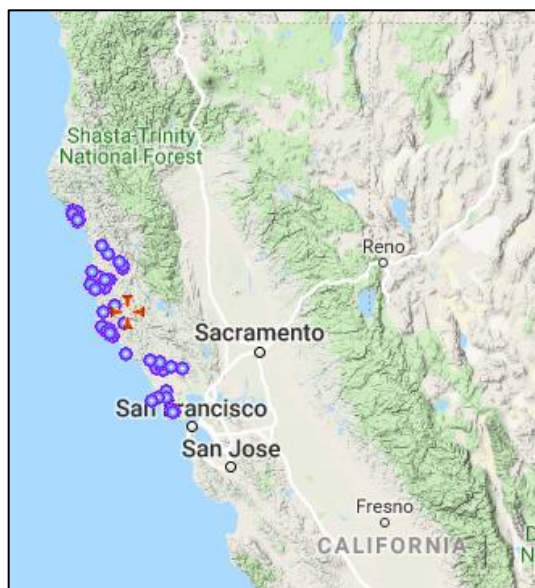 Shasta-Trinity
National Forest
Reno
Sacramento
San Francisco
San Jose
Fresno
CALIFORNIA
D
N